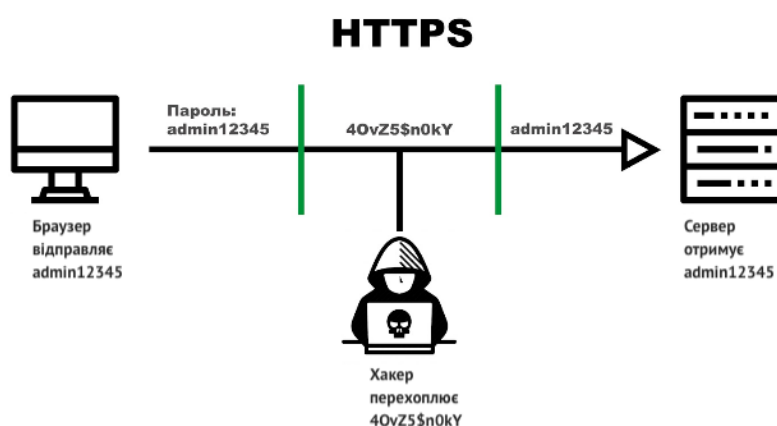 HTTPS
Пароль:
admin12345
4OvZ5$n0kY
admin12345
Браузер
відправляє
admin12345
Сервер
отримує
admin12345
Хакер
перехоплює
4OvZ5$n0kY